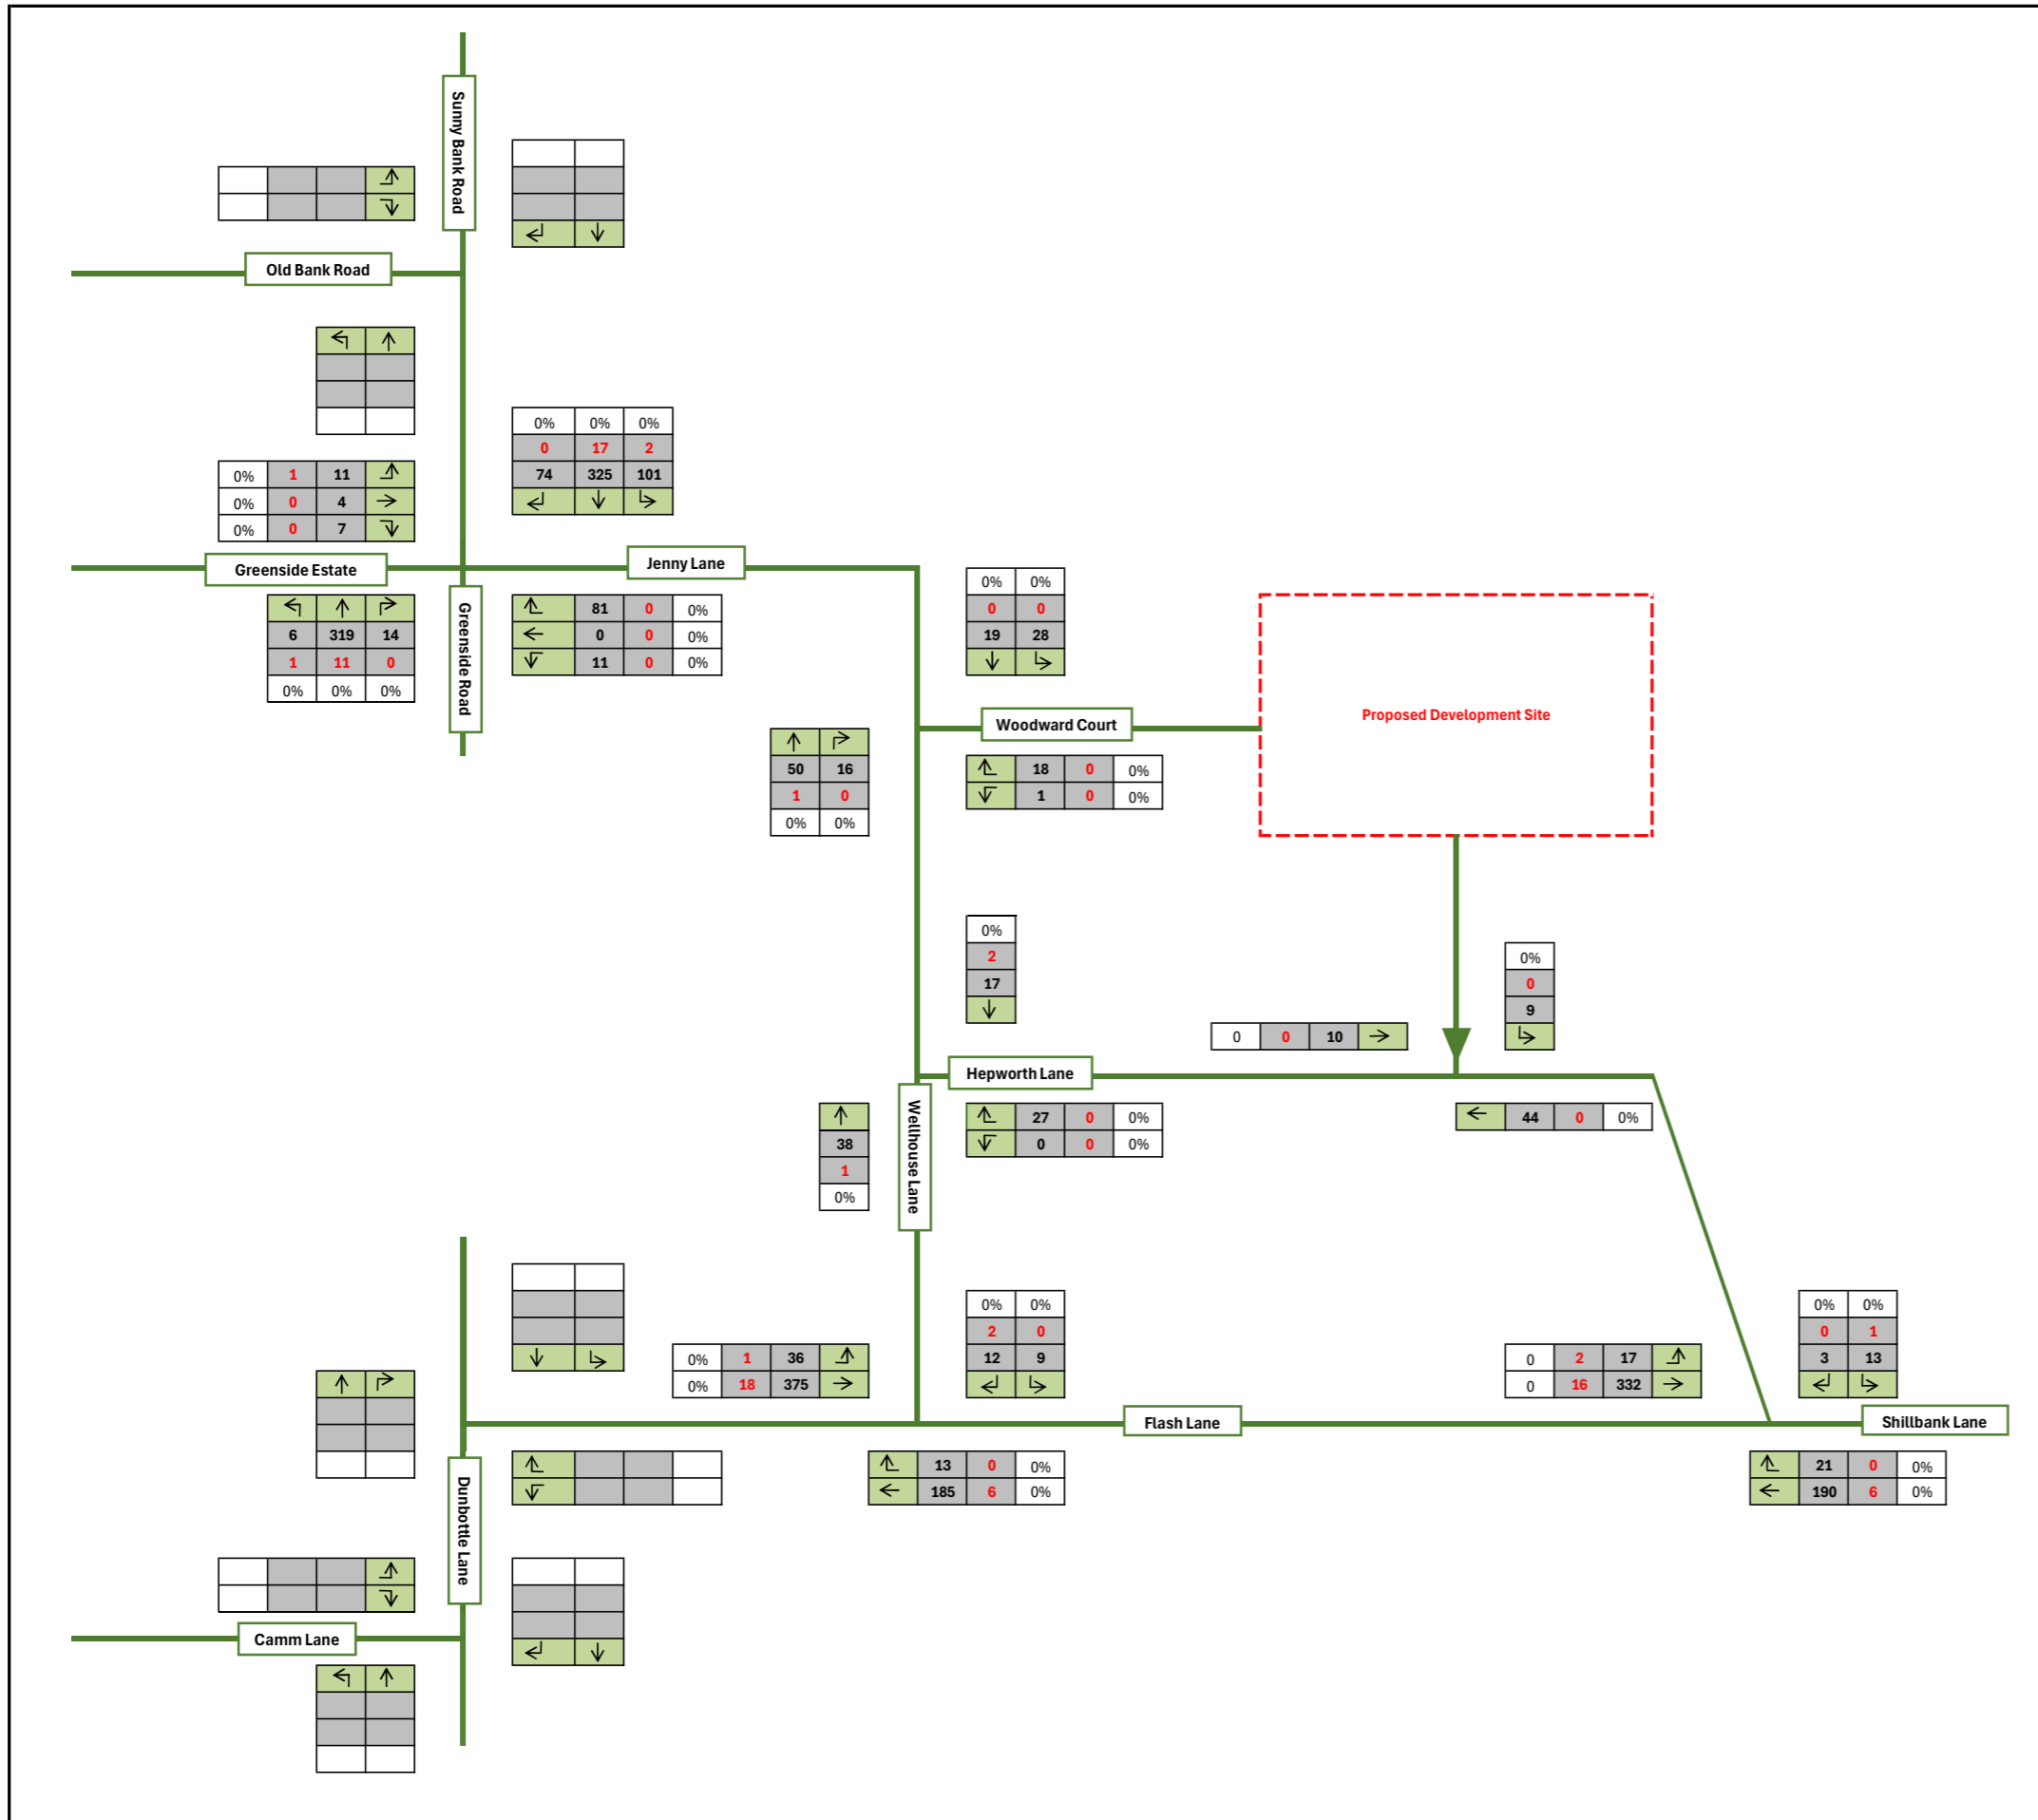 Sunny Bank Road
Old Bank Road
0% 0% 0%
0 17 2
74 325 101
0% 1 11
0% 0 4
0% 0 7
Greenside Estate
Jenny Lane
Greenside Road
6 319 14
1 11 0
0% 0% 0%
81 0 0%
0 0 0%
11 0 0%
0% 0%
0 0
19 28
Woodward Court
Proposed Development Site
50 16
1 0
0% 0%
18 0 0%
1 0 0%
0%
2
17
0%
0
9
0 0 10
Hepworth Lane
Wellhouse Lane
38
1
0%
27 0 0%
0 0 0%
44 0 0%
0% 1 36
0% 18 375
0% 0%
2 0
12 9
0 2 17
0 16 332
0% 0%
0 1
3 13
Flash Lane
Shillbank Lane
Dunbottle Lane
13 0 0%
185 6 0%
21 0 0%
190 6 0%
Camm Lane